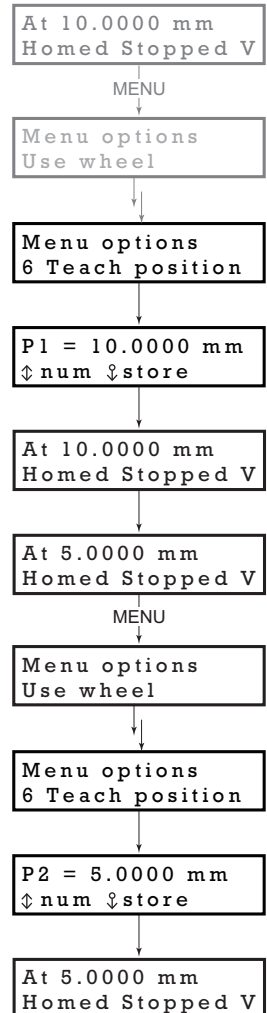 At 10.0000 mm
Homed Stopped V
MENU
Menu options
Use wheel
Menu options
6 Teach position
P1 = 10.0000 mm
⇕ num ⚲store
At 10.0000 mm
Homed Stopped V
At 5.0000 mm
Homed Stopped V
MENU
Menu options
Use wheel
Menu options
6 Teach position
P2 = 5.0000 mm
⇕ num ⚲store
At 5.0000 mm
Homed Stopped V